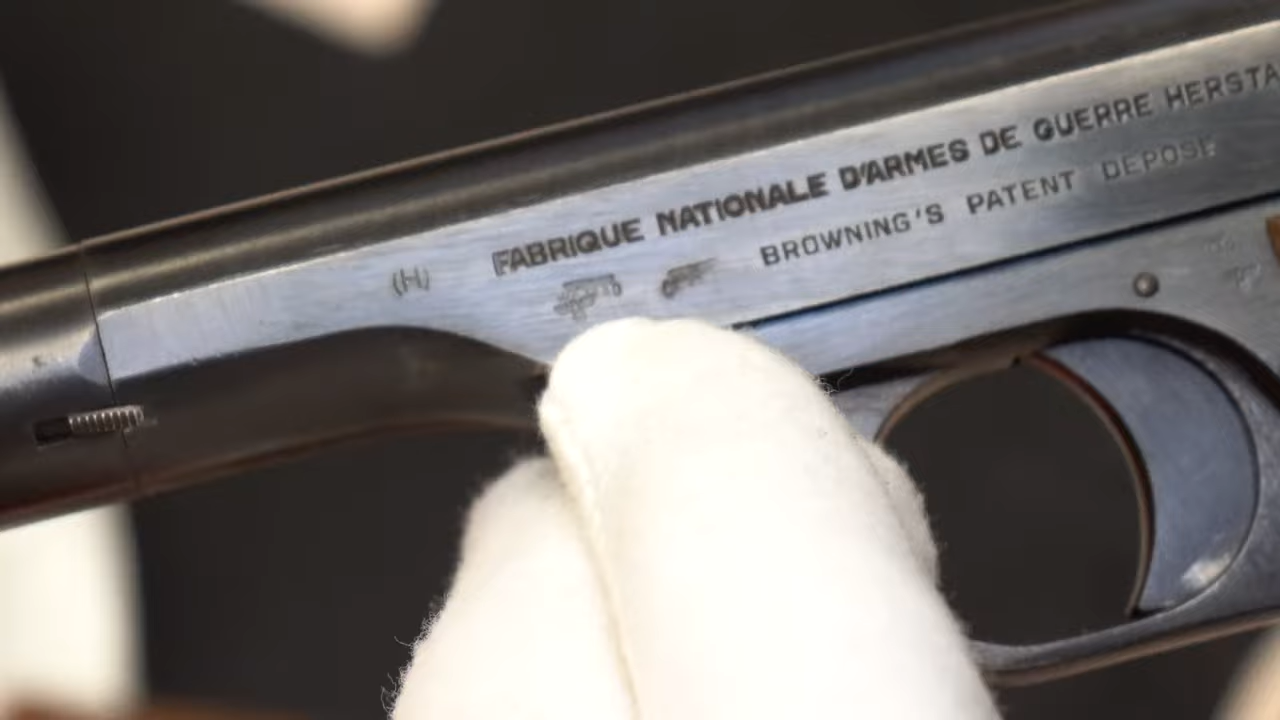 FABRIQUE NATIONALE D'ARMES DE GUERRE HERSTA
(H)
BROWNING'S PATENT DEPOSE